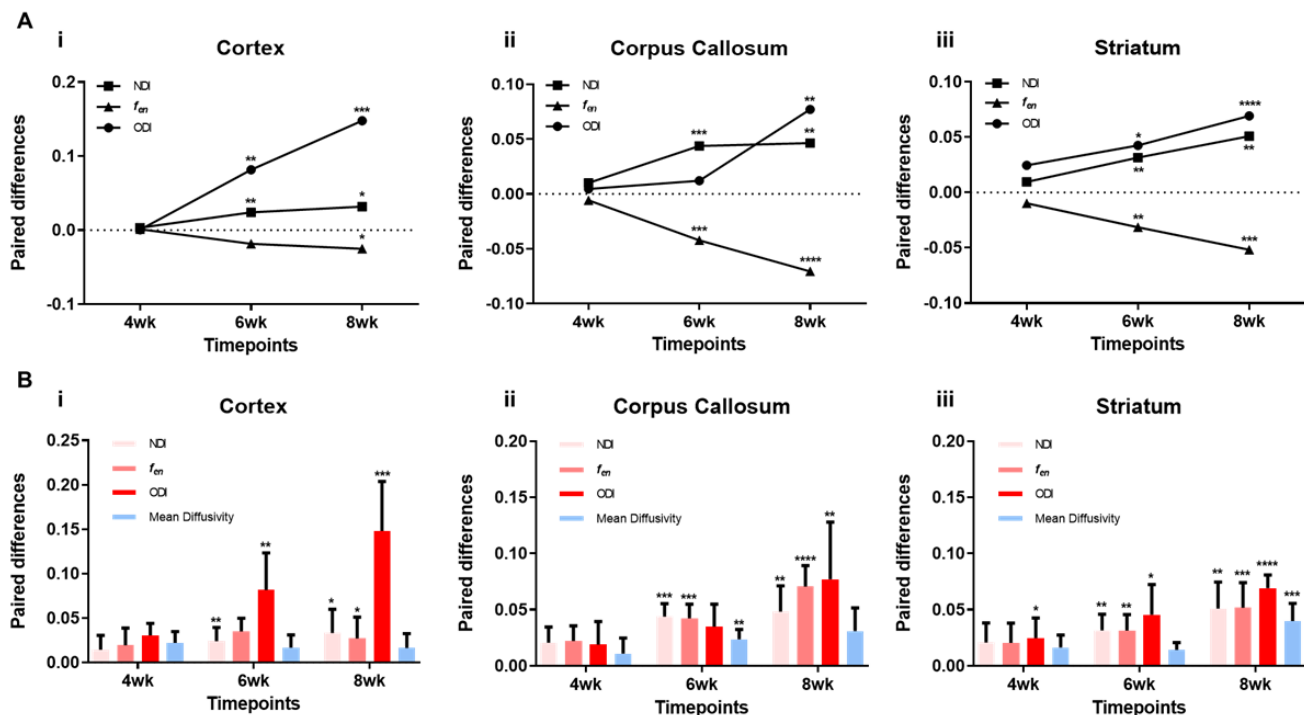 A
i
Cortex
NDI
fen
ODI
Paired differences
0.2
0.1
0.0
-0.1
**
***
**
*
*
4wk 6wk 8wk
Timepoints
ii
Corpus Callosum
NDI
fen
ODI
Paired differences
0.10
0.05
0.00
-0.05
-0.10
***
**
**
***
****
4wk 6wk 8wk
Timepoints
iii
Striatum
NDI
fen
ODI
Paired differences
0.10
0.05
0.00
-0.05
-0.10
*
****
**
**
**
***
4wk 6wk 8wk
Timepoints
B
i
Cortex
NDI
fen
ODI
Mean Diffusivity
Paired differences
0.25
0.20
0.15
0.10
0.05
0.00
** ** * * ***
4wk 6wk 8wk
Timepoints
ii
Corpus Callosum
NDI
fen
ODI
Mean Diffusivity
Paired differences
0.20
0.15
0.10
0.05
0.00
*** *** ** ** **** **
4wk 6wk 8wk
Timepoints
iii
Striatum
NDI
fen
ODI
Mean Diffusivity
Paired differences
0.20
0.15
0.10
0.05
0.00
* ** ** * ** *** **** ***
4wk 6wk 8wk
Timepoints